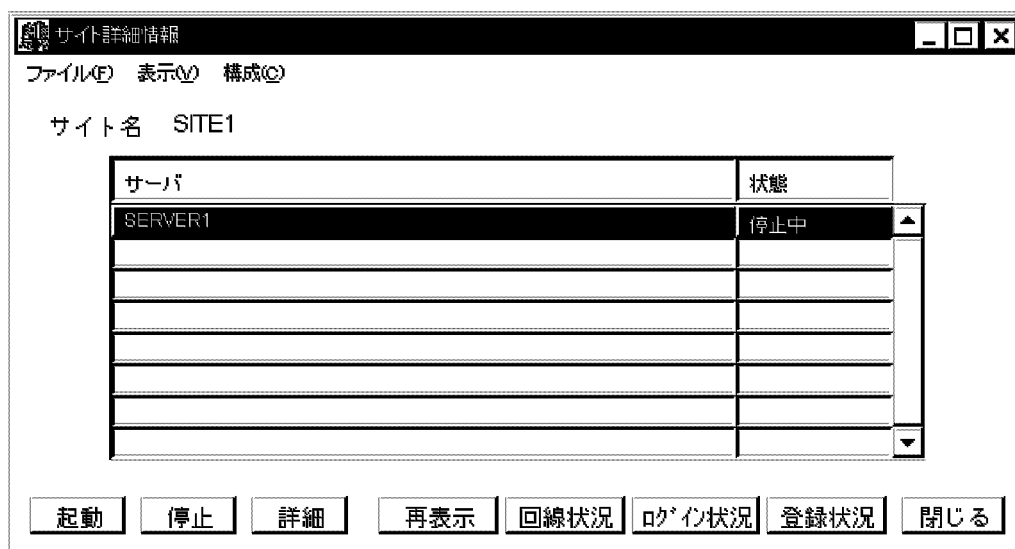 サイト詳細情報
ファイル(F) 表示(V) 構成(C)
サイト名 SITE1
サーバ 状態
SERVER1 停止中
起動 停止 詳細 再表示 回線状況 ﾛｸﾞｲﾝ状況 登録状況 閉じる